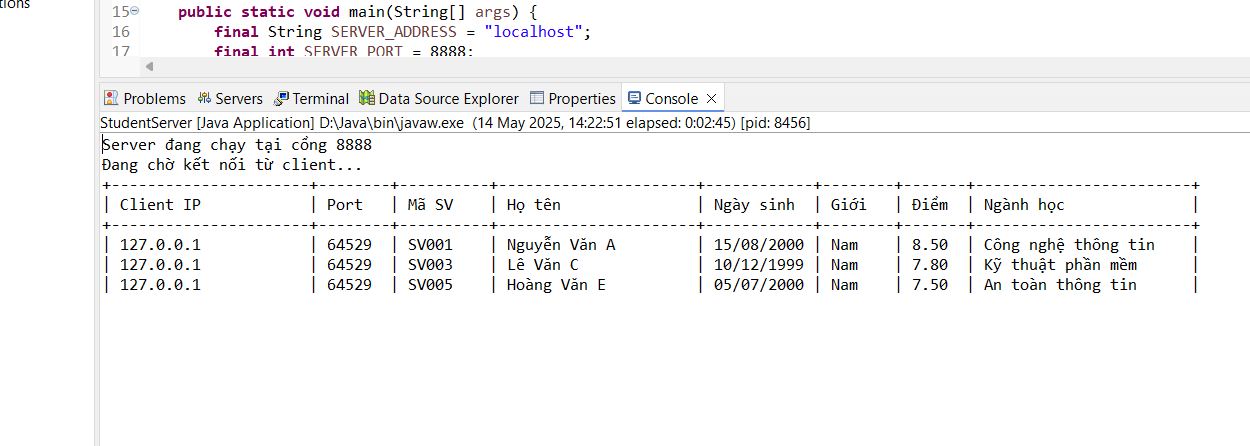 15 public static void main(String[] args) {
16 final String SERVER_ADDRESS = "localhost";
17 final int SERVER_PORT = 8888;
Problems Servers Terminal Data Source Explorer Properties Console
StudentServer [Java Application] D:\Java\bin\javaw.exe (14 May 2025, 14:22:51 elapsed: 0:02:45) [pid: 8456]
Server đang chạy tại cổng 8888
Đang chờ kết nối từ client...
+----------------------+--------+----------+----------------------+------------+--------+-------+------------------------+
| Client IP | Port | Mã SV | Họ tên | Ngày sinh | Giới | Điểm | Ngành học |
+----------------------+--------+----------+----------------------+------------+--------+-------+------------------------+
| 127.0.0.1 | 64529 | SV001 | Nguyễn Văn A | 15/08/2000 | Nam | 8.50 | Công nghệ thông tin |
| 127.0.0.1 | 64529 | SV003 | Lê Văn C | 10/12/1999 | Nam | 7.80 | Kỹ thuật phần mềm |
| 127.0.0.1 | 64529 | SV005 | Hoàng Văn E | 05/07/2000 | Nam | 7.50 | An toàn thông tin |